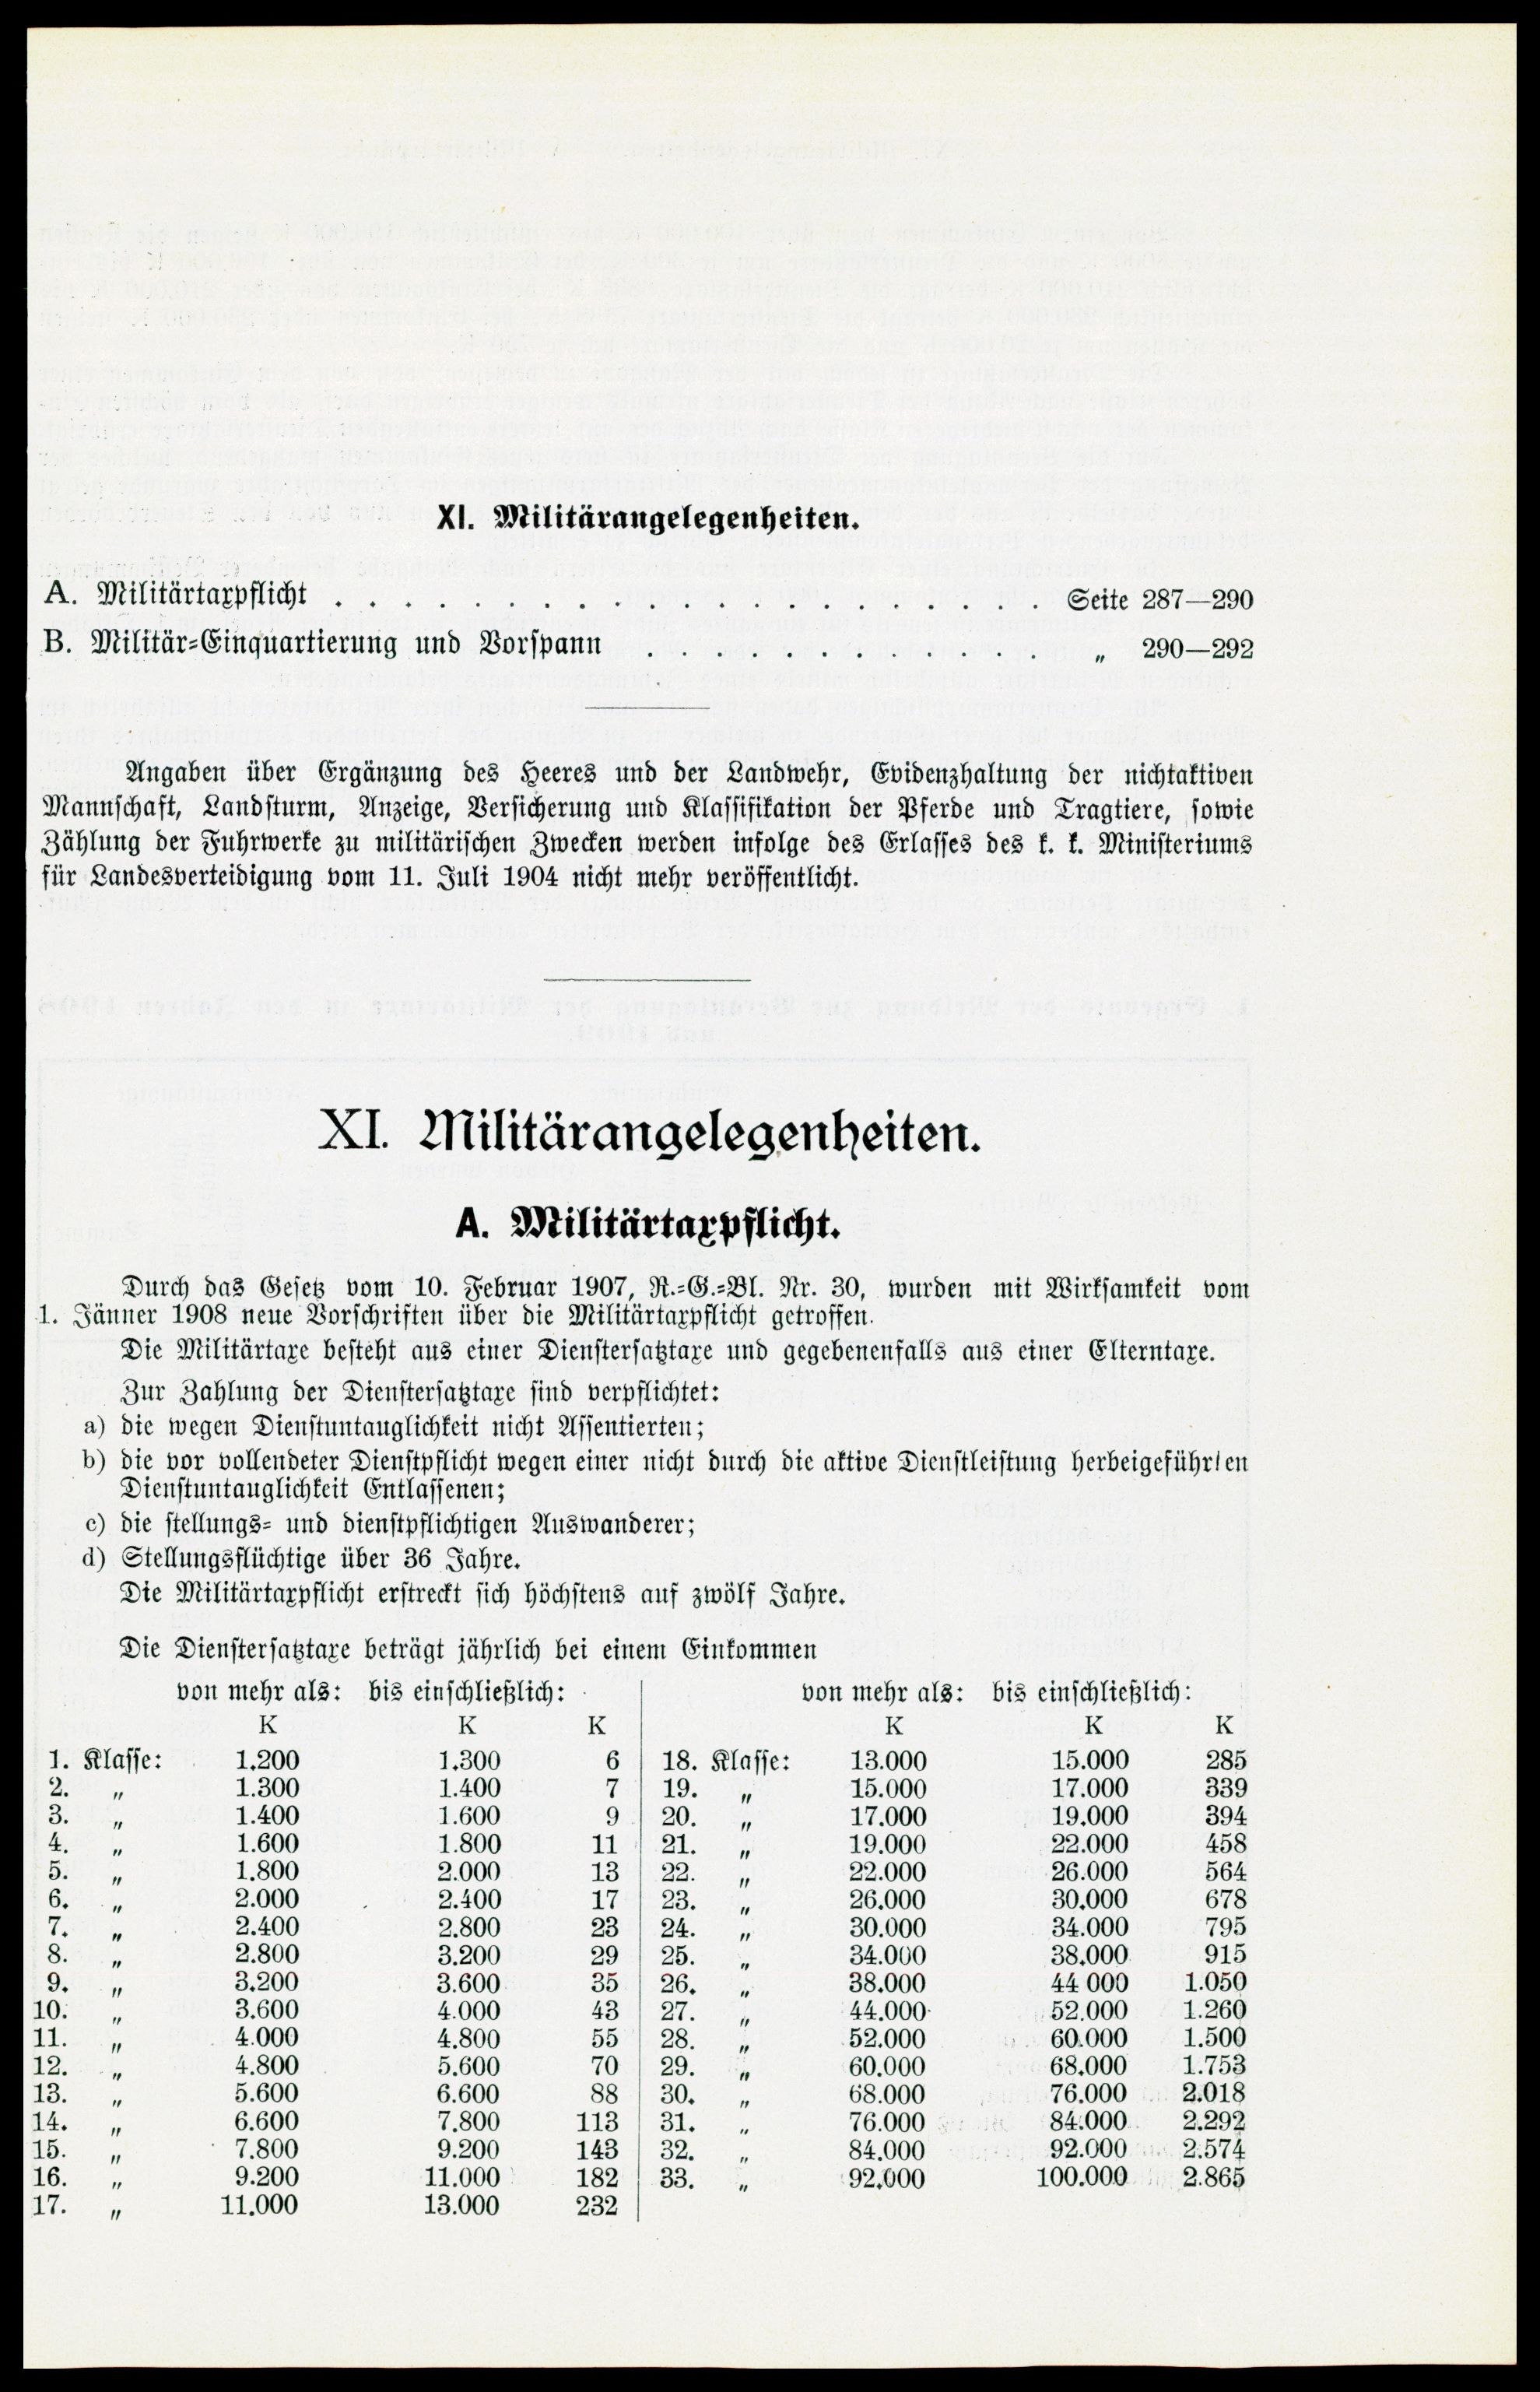 XI. Militärangelegenheiten.
A. Militärtaxpflicht . . . . . . . . . . . . . . . . . . . . . Seite 287—290
B. Militär-Einquartierung und Vorspann . . . . . . . . . . . . „ 290—292
Angaben über Ergänzung des Heeres und der Landwehr, Evidenzhaltung der nichtaktiven
Mannschaft, Landsturm, Anzeige, Versicherung und Klassifikation der Pferde und Tragtiere, sowie
Zählung der Fuhrwerke zu militärischen Zwecken werden infolge des Erlasses des k. k. Ministeriums
für Landesverteidigung vom 11. Juli 1904 nicht mehr veröffentlicht.
XI. Militärangelegenheiten.
A. Militärtaxpflicht.
Durch das Gesetz vom 10. Februar 1907, R.-G.-Bl. Nr. 30, wurden mit Wirksamkeit vom
1. Jänner 1908 neue Vorschriften über die Militärtaxpflicht getroffen.
Die Militärtaxe besteht aus einer Dienstersatztaxe und gegebenenfalls aus einer Elterntaxe.
Zur Zahlung der Dienstersatztaxe sind verpflichtet:
a) die wegen Dienstuntauglichkeit nicht Assentierten;
b) die vor vollendeter Dienstpflicht wegen einer nicht durch die aktive Dienstleistung herbeigeführten
Dienstuntauglichkeit Entlassenen;
c) die stellungs- und dienstpflichtigen Auswanderer;
d) Stellungsflüchtige über 36 Jahre.
Die Militärtaxpflicht erstreckt sich höchstens auf zwölf Jahre.
Die Dienstersatztaxe beträgt jährlich bei einem Einkommen
von mehr als: bis einschließlich: von mehr als: bis einschließlich:
K K K K K K
1. Klasse: 1.200 1.300 6 18. Klasse: 13.000 15.000 285
2. „ 1.300 1.400 7 19. „ 15.000 17.000 339
3. „ 1.400 1.600 9 20. „ 17.000 19.000 394
4. „ 1.600 1.800 11 21. „ 19.000 22.000 458
5. „ 1.800 2.000 13 22. „ 22.000 26.000 564
6. „ 2.000 2.400 17 23. „ 26.000 30.000 678
7. „ 2.400 2.800 23 24. „ 30.000 34.000 795
8. „ 2.800 3.200 29 25. „ 34.000 38.000 915
9. „ 3.200 3.600 35 26. „ 38.000 44 000 1.050
10. „ 3.600 4.000 43 27. „ 44.000 52.000 1.260
11. „ 4.000 4.800 55 28. „ 52.000 60.000 1.500
12. „ 4.800 5.600 70 29. „ 60.000 68.000 1.753
13. „ 5.600 6.600 88 30. „ 68.000 76.000 2.018
14. „ 6.600 7.800 113 31. „ 76.000 84.000 2.292
15. „ 7.800 9.200 143 32. „ 84.000 92.000 2.574
16. „ 9.200 11.000 182 33. „ 92.000 100.000 2.865
17. „ 11.000 13.000 232